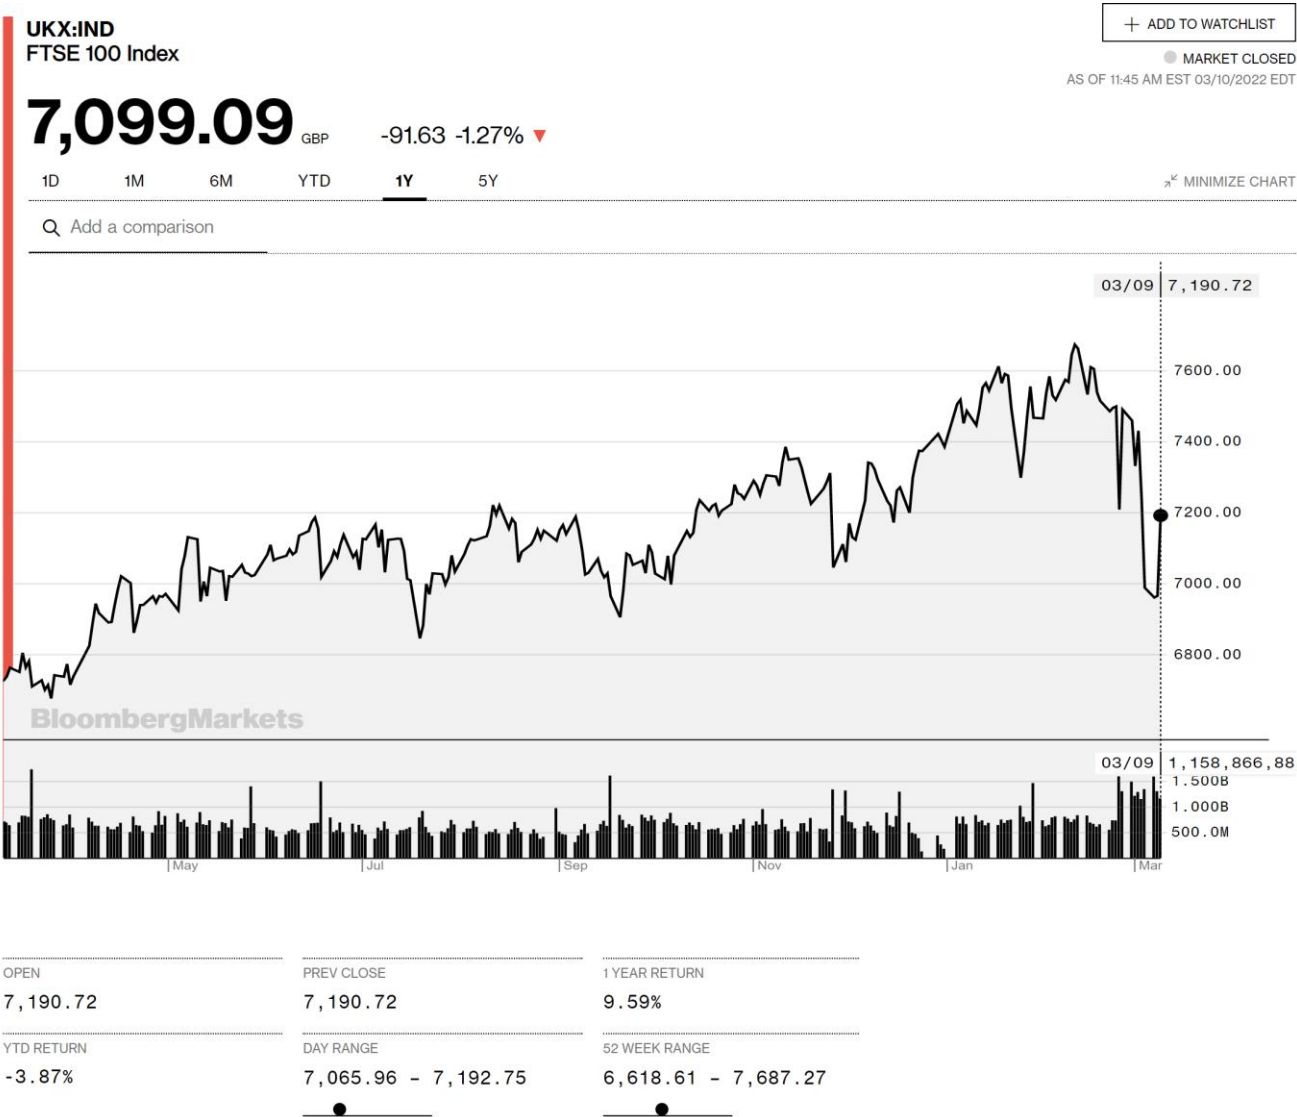 UKX:IND
FTSE 100 Index
+ ADD TO WATCHLIST
MARKET CLOSED
AS OF 11:45 AM EST 03/10/2022 EDT
7,099.09 GBP -91.63 -1.27% ▼
1D 1M 6M YTD 1Y 5Y
MINIMIZE CHART
Add a comparison
03/09 7,190.72
7600.00
7400.00
7200.00
7000.00
6800.00
BloombergMarkets
03/09 1,158,866,88
1.500B
1.000B
500.0M
May Jul Sep Nov Jan Mar
OPEN PREV CLOSE 1 YEAR RETURN
7,190.72 7,190.72 9.59%
YTD RETURN DAY RANGE 52 WEEK RANGE
-3.87% 7,065.96 – 7,192.75 6,618.61 – 7,687.27